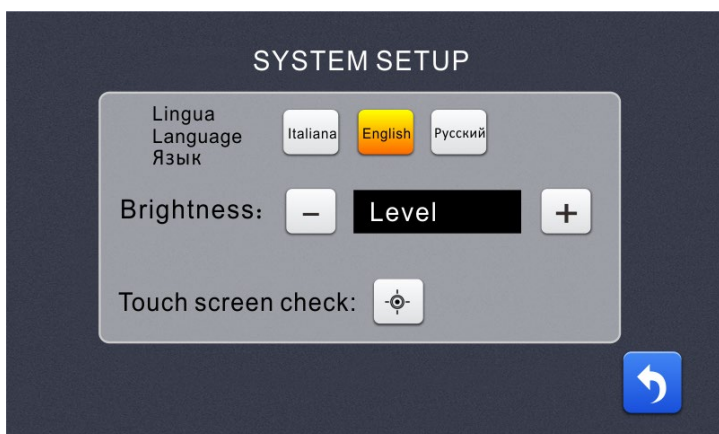 SYSTEM SETUP
Lingua
Language
Язык
Italiana English Русский
Brightness: − Level +
Touch screen check: